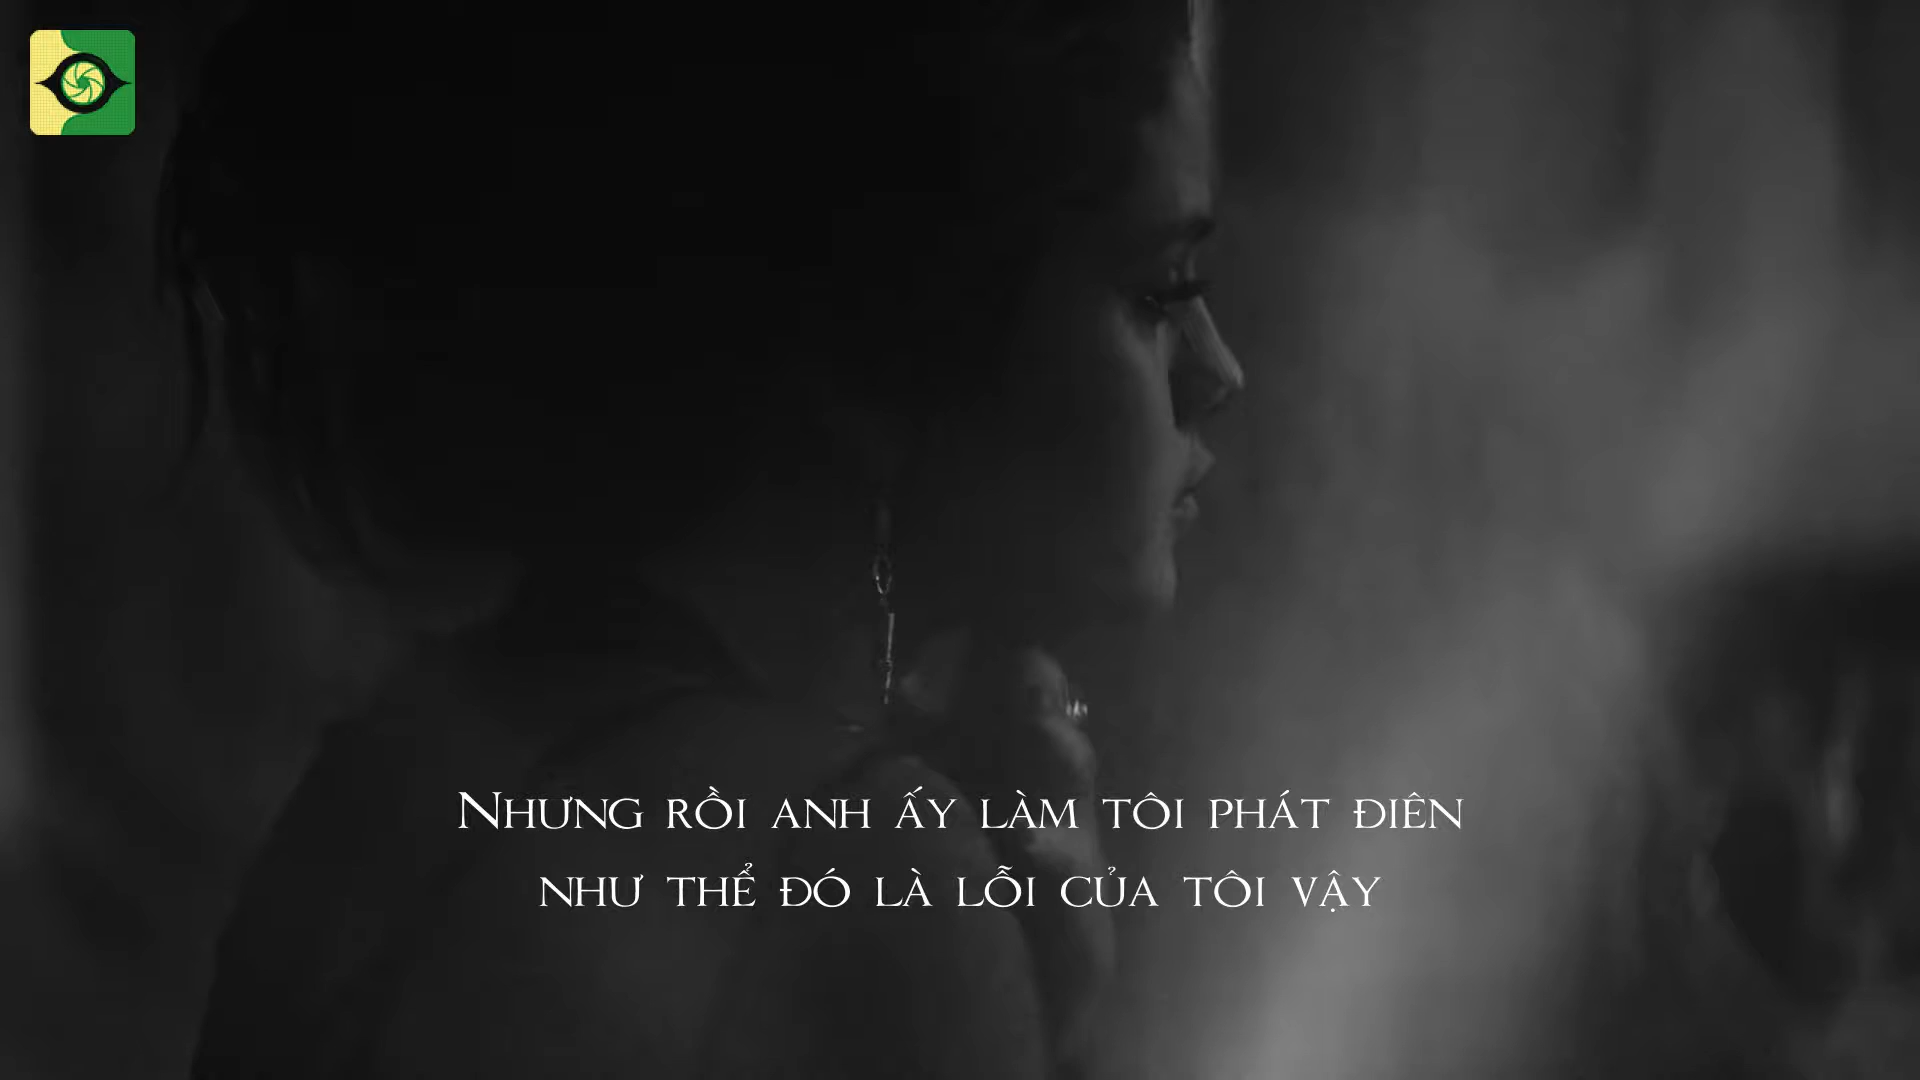 Nhưng rồi anh ấy làm tôi phát điên
như thể đó là lỗi của tôi vậy